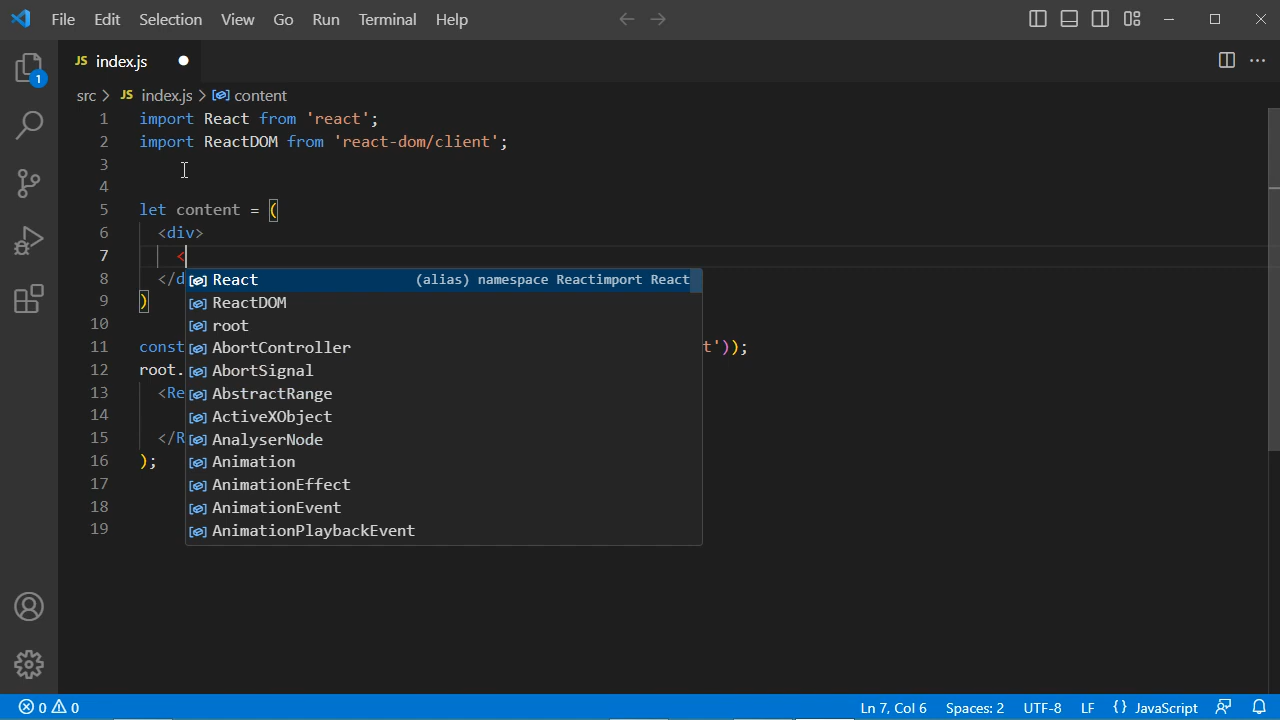 File Edit Selection View Go Run Terminal Help
JS index.js
1
src > JS index.js > content
1 import React from 'react';
2 import ReactDOM from 'react-dom/client';
3
4
5 let content = (
6 <div>
7 <
8 </d
9 )
10
11 const t'));
12 root.
13 <Re
14
15 </R
16 );
17
18
19
React (alias) namespace Reactimport React
ReactDOM
root
AbortController
AbortSignal
AbstractRange
ActiveXObject
AnalyserNode
Animation
AnimationEffect
AnimationEvent
AnimationPlaybackEvent
0 0 Ln 7, Col 6 Spaces: 2 UTF-8 LF {} JavaScript